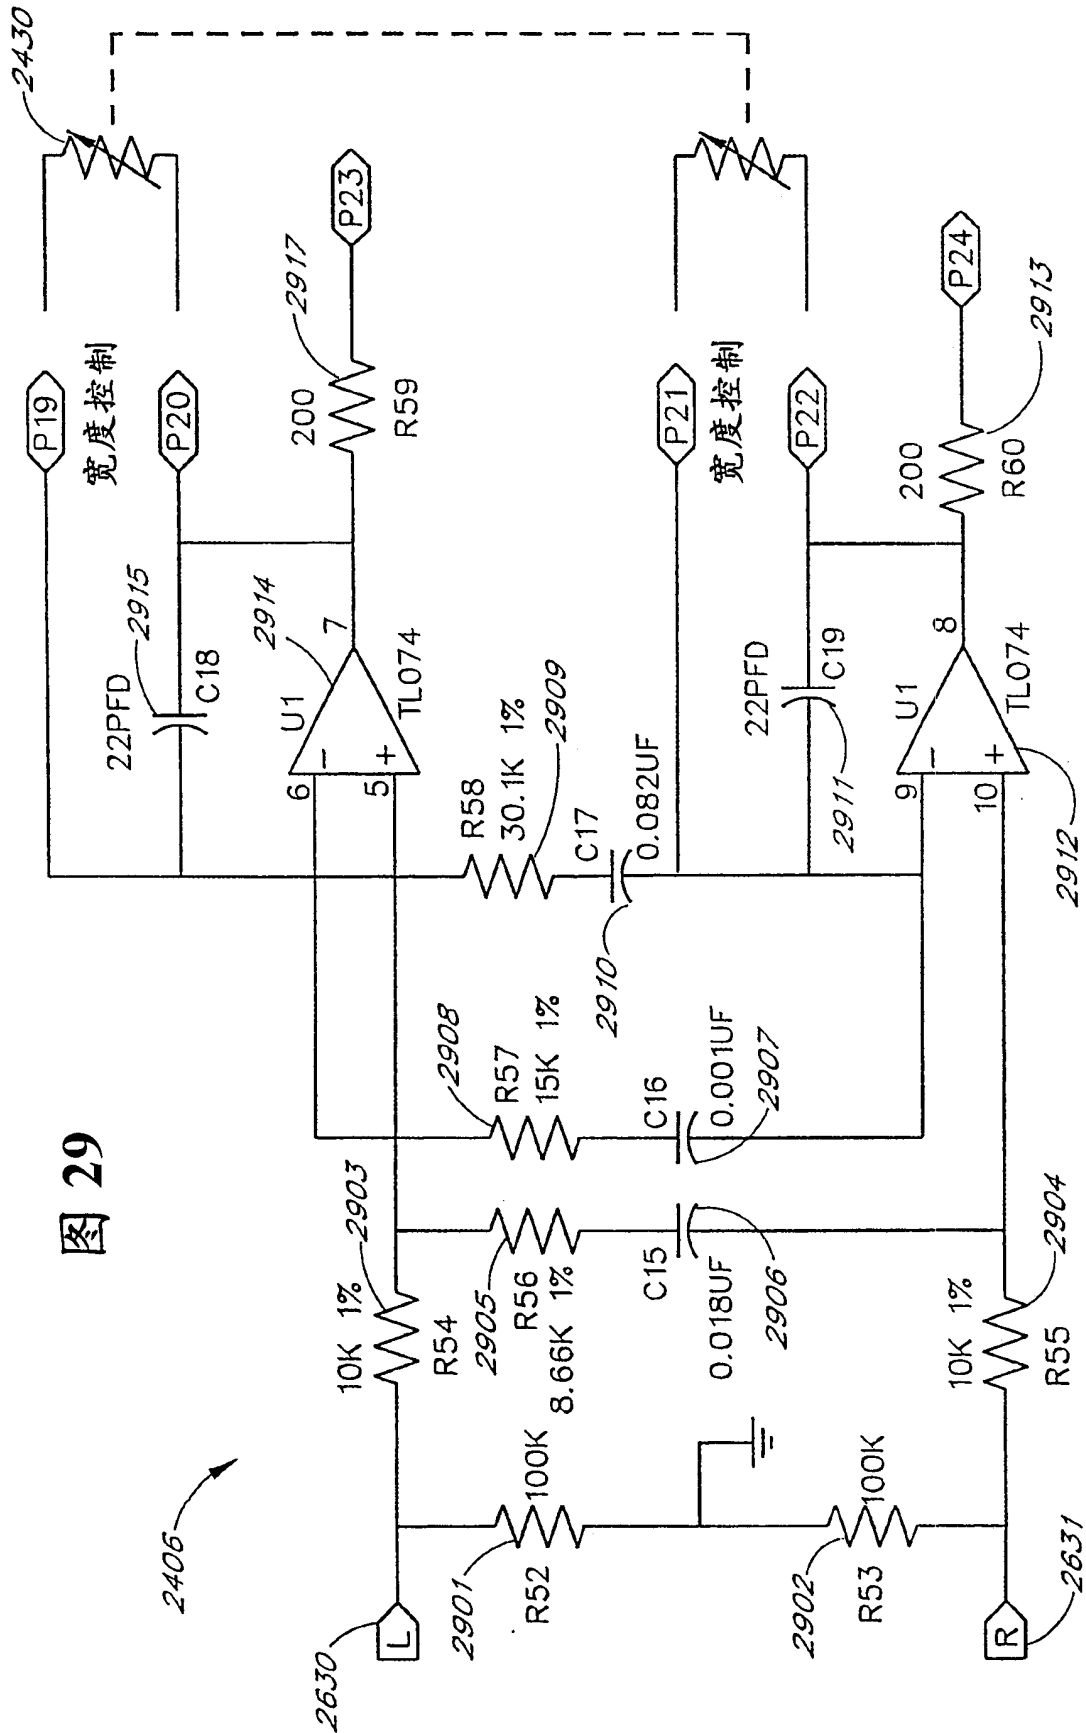 图 29
2406
2430
P19
宽度控制
P20
22PFD
2915
C18
2914
U1
6
5
7
TL074
200
2917
R59
P23
2630
L
10K 1%
2903
R54
2901
100K
R52
2905
R56
8.66K 1%
2908
R57
15K 1%
R58
30.1K 1%
2909
C17
0.082UF
2910
C15
0.018UF
2906
C16
0.001UF
2907
P21
宽度控制
P22
22PFD
C19
2911
U1
9
10
8
TL074
2912
200
R60
2913
P24
2902
100K
R53
10K 1%
2904
R55
R
2631